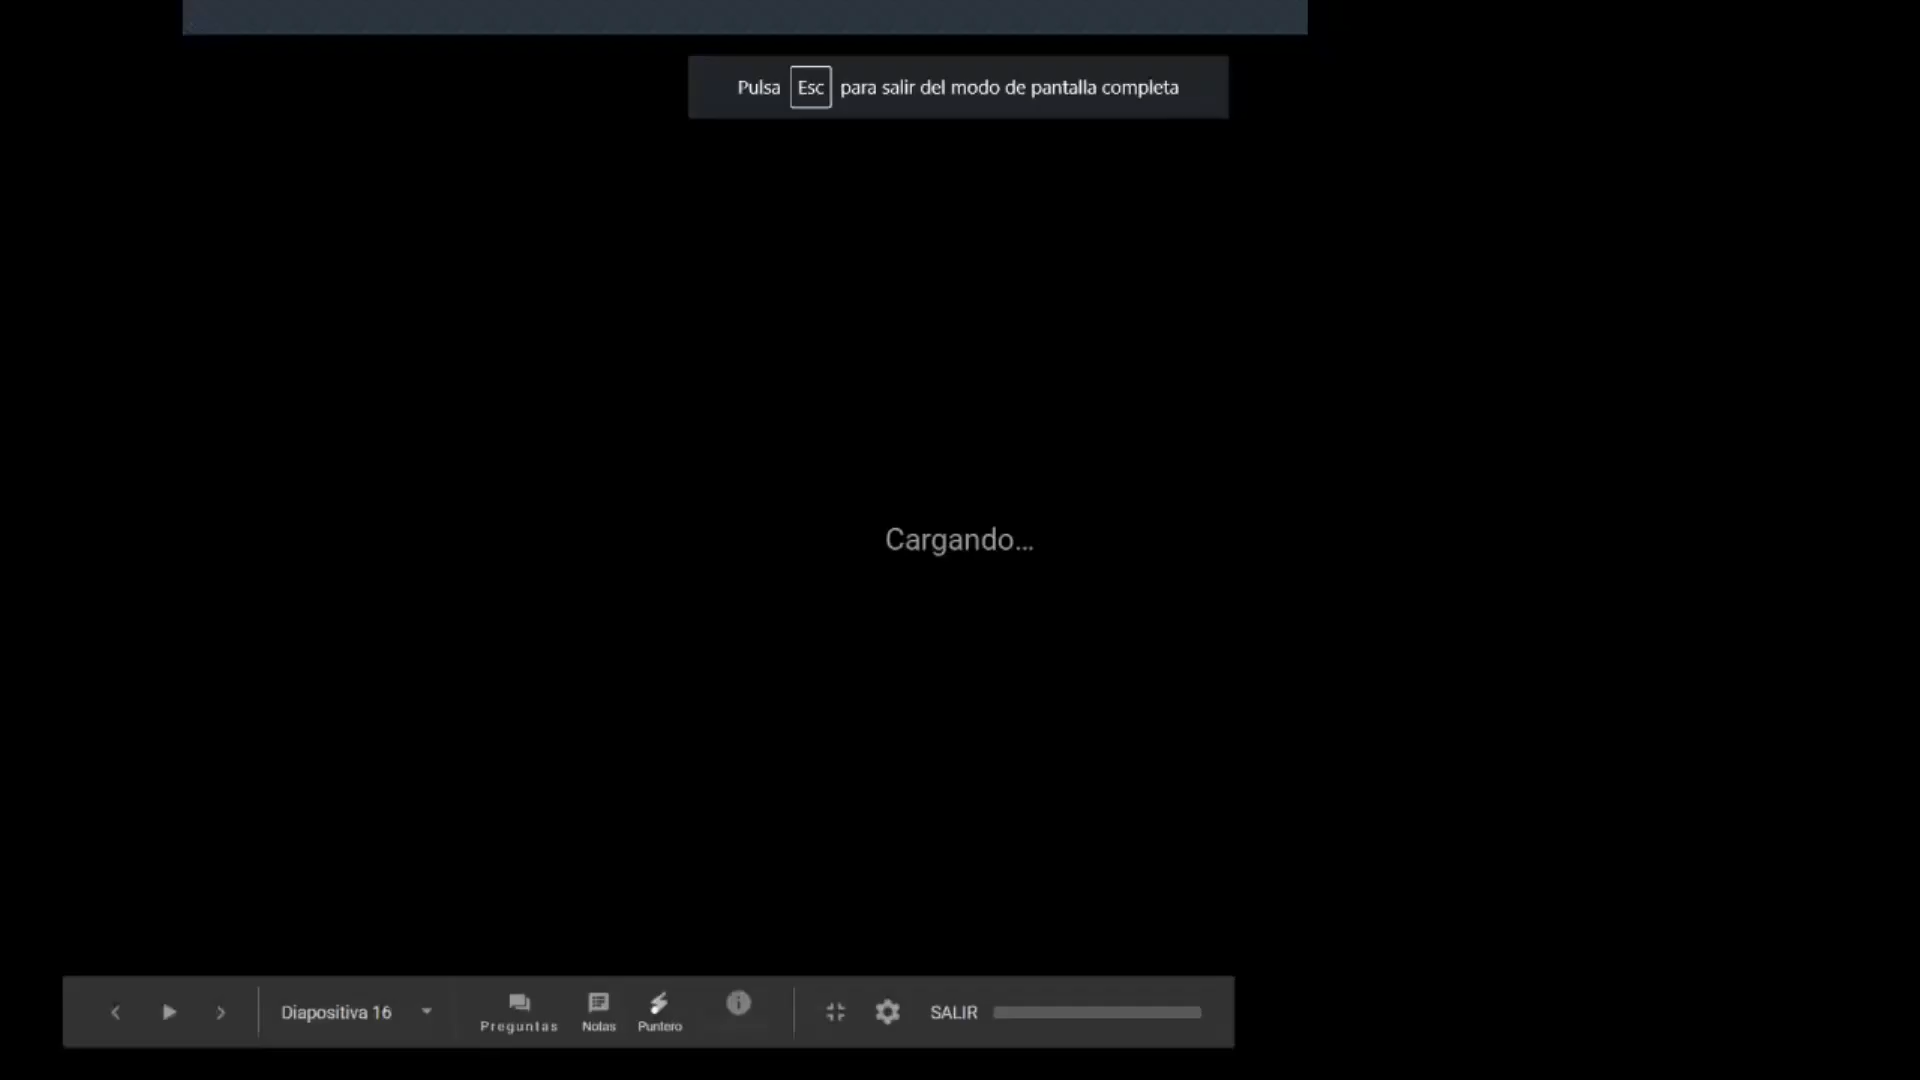 Pulsa Esc para salir del modo de pantalla completa
Cargando...
Diapositiva 16
Preguntas
Notas
Puntero
SALIR